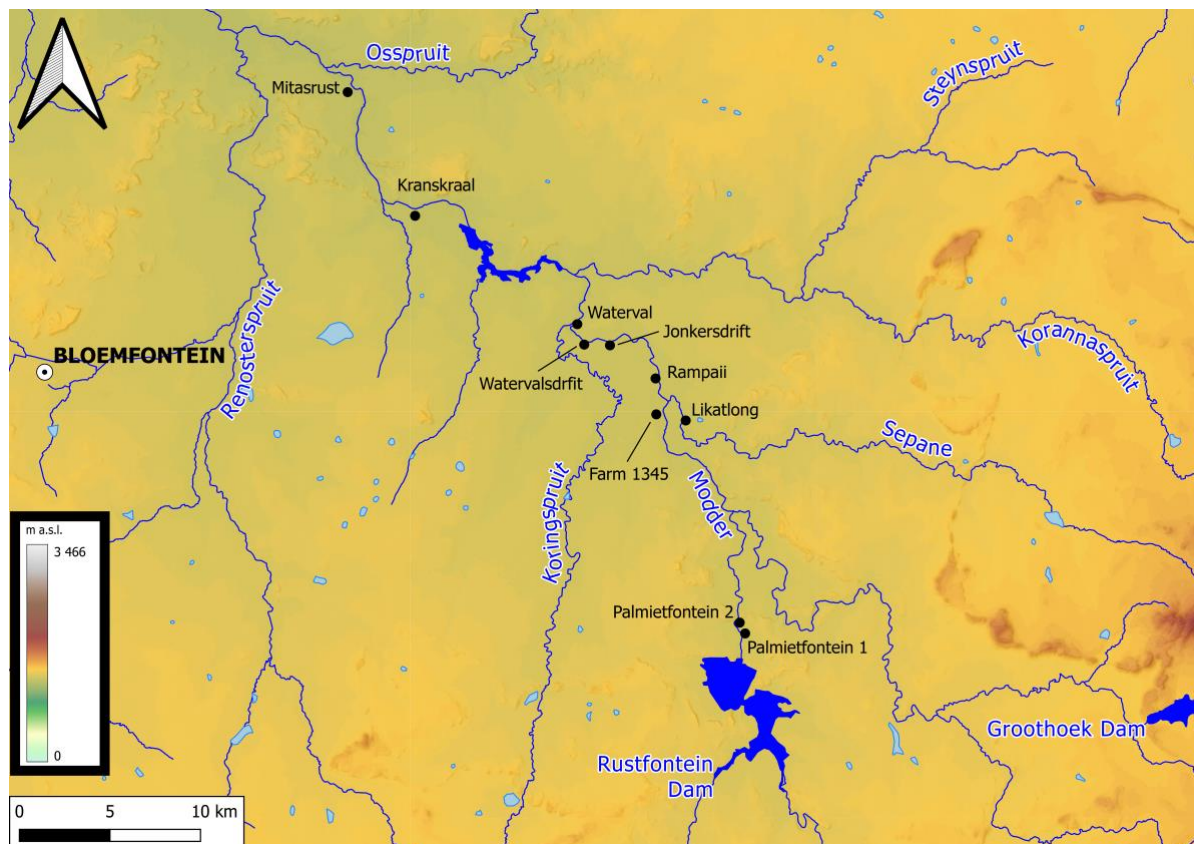 Osspruit
Steynspruit
Mitasrust
Kranskraal
Renosterspruit
Waterval
Jonkersdrift
Korannaspruit
BLOEMFONTEIN
Watervalsdrfit
Rampaii
Likatlong
Sepane
Farm 1345
Koringspruit
Modder
m a.s.l.
3 466
0
Palmietfontein 2
Palmietfontein 1
Groothoek Dam
Rustfontein
Dam
0 5 10 km